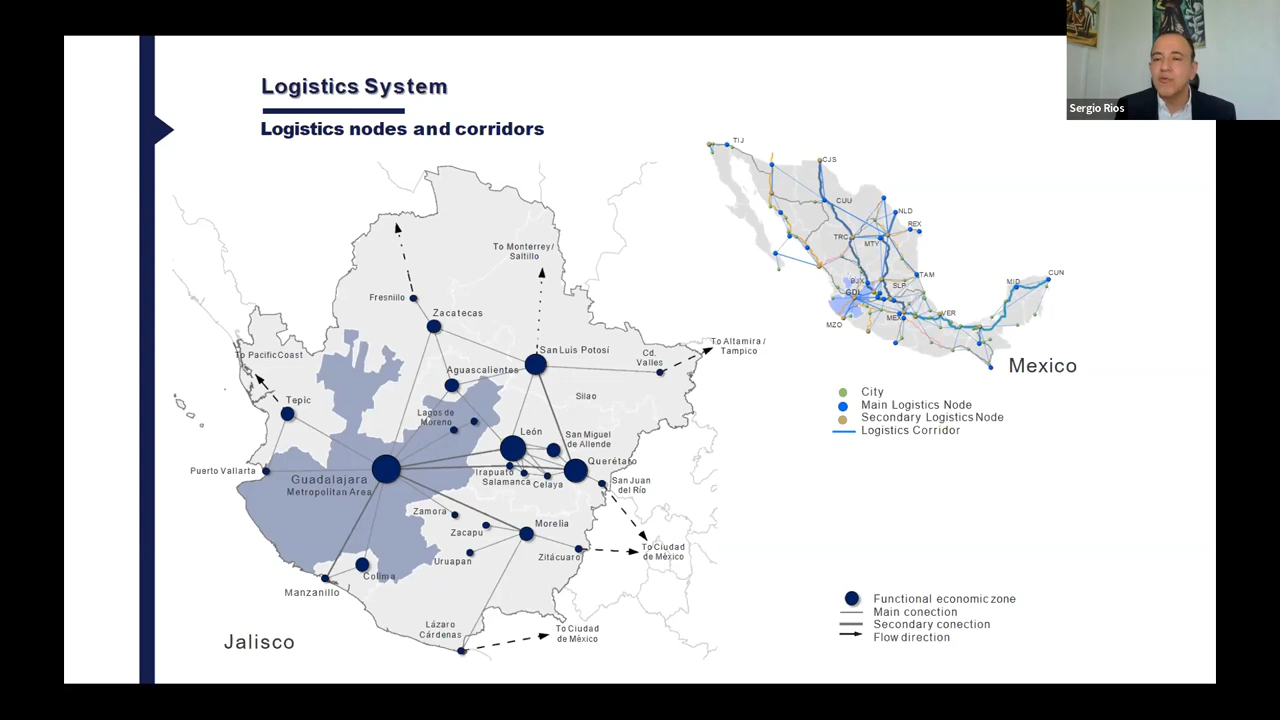 Logistics System
Logistics nodes and corridors
Sergio Rios
To Monterrey/
Saltillo
Fresniilo
Zacatecas
To PacificCoast
San Luis Potosí
Cd.
Valles
To Altamira /
Tampico
Aguascalientes
Silao
Tepic
Lagos de
Moreno
León
San Miguel
de Allende
Querétaro
Puerto Vallarta
Guadalajara
Metropolitan Area
Irapuato
Salamanca
Celaya
San Juan
del Río
Zamora
Zacapu
Morelia
Uruapan
Zitácuaro
To Ciudad
de México
Colima
Manzanillo
Lázaro
Cárdenas
To Ciudad
de México
Jalisco
TIJ
CJS
CUU
NLD
REX
TRC
MTY
TAM
BJX
SLP
GDL
MZO
MEX
VER
MID
CUN
Mexico
City
Main Logistics Node
Secondary Logistics Node
Logistics Corridor
Functional economic zone
Main conection
Secondary conection
Flow direction